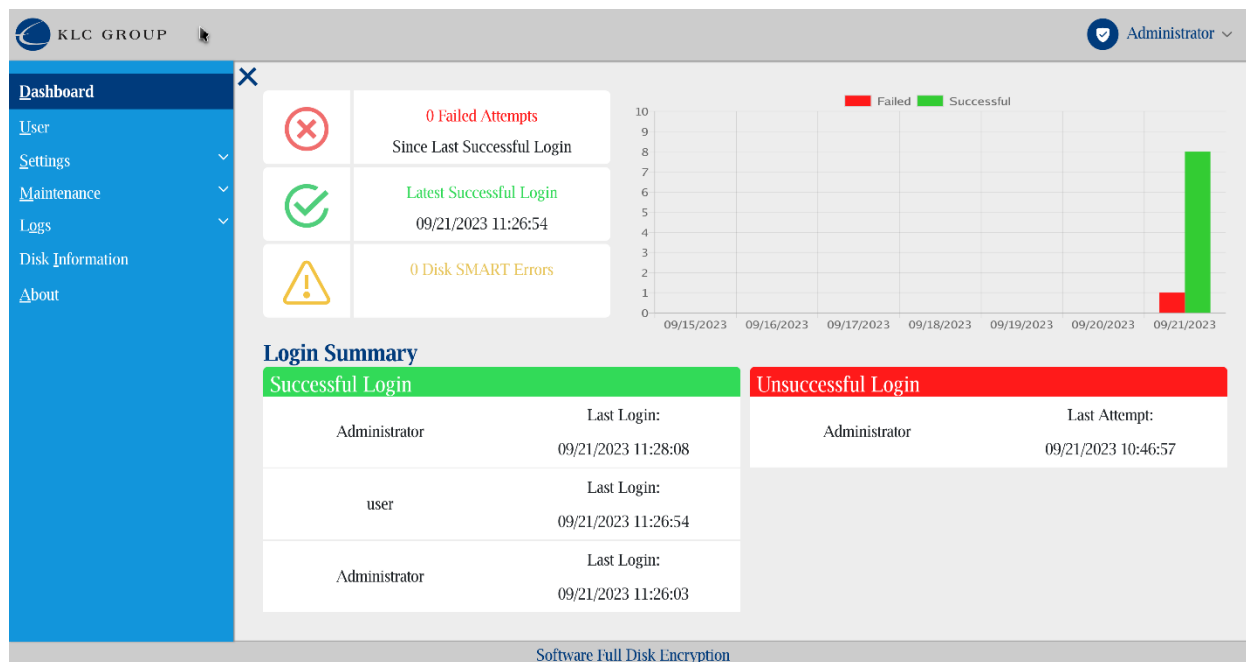 KLC GROUP
Administrator
Dashboard
User
Settings
Maintenance
Logs
Disk Information
About
0 Failed Attempts
Since Last Successful Login
Latest Successful Login
09/21/2023 11:26:54
0 Disk SMART Errors
Failed Successful
10
9
8
7
6
5
4
3
2
1
0
09/15/2023 09/16/2023 09/17/2023 09/18/2023 09/19/2023 09/20/2023 09/21/2023
Login Summary
Successful Login
Administrator
Last Login:
09/21/2023 11:28:08
user
Last Login:
09/21/2023 11:26:54
Administrator
Last Login:
09/21/2023 11:26:03
Unsuccessful Login
Administrator
Last Attempt:
09/21/2023 10:46:57
Software Full Disk Encryption